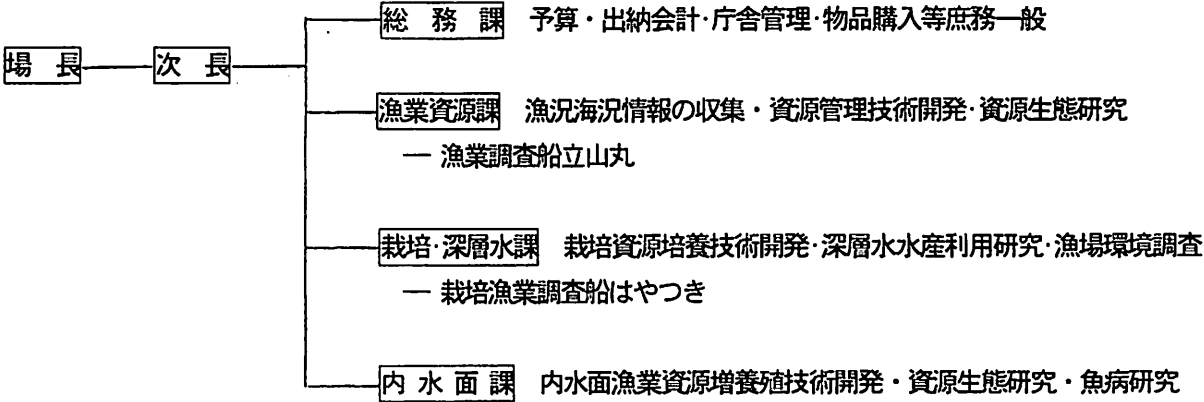 総務課 予算・出納会計・庁舎管理・物品購入等庶務一般
場長 次長
漁業資源課 漁況海況情報の収集・資源管理技術開発・資源生態研究
― 漁業調査船立山丸
栽培・深層水課 栽培資源培養技術開発・深層水水産利用研究・漁場環境調査
― 栽培漁業調査船はやつき
内水面課 内水面漁業資源増養殖技術開発・資源生態研究・魚病研究